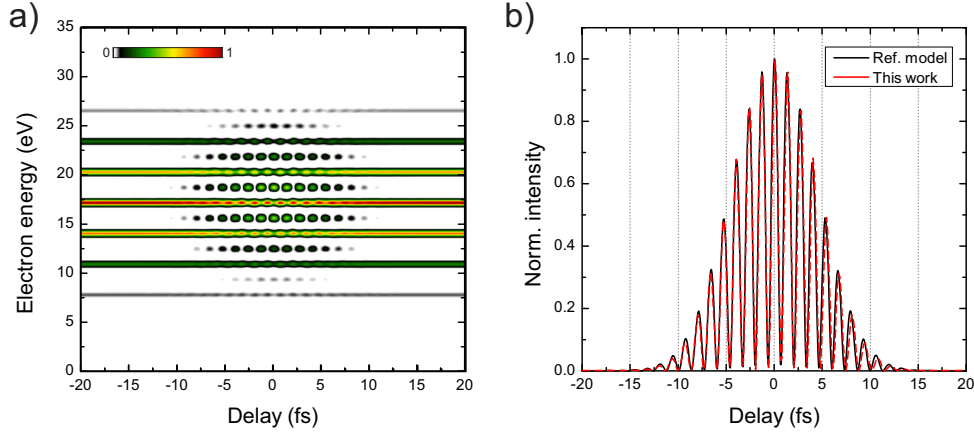 a)
35
30
25
20
15
10
5
0
Electron energy (eV)
0 1
-20 -15 -10 -5 0 5 10 15 20
Delay (fs)
b)
1.0
0.8
0.6
0.4
0.2
0.0
Norm. intensity
Ref. model
This work
-20 -15 -10 -5 0 5 10 15 20
Delay (fs)